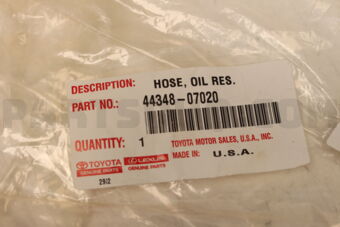 DESCRIPTION: HOSE, OIL RES.
PART NO.: 44348-07020
QUANTITY: 1 TOYOTA MOTOR SALES, U.S.A., INC.
TOYOTA LEXUS MADE IN: U.S.A.
GENUINE PARTS GENUINE PARTS
2912